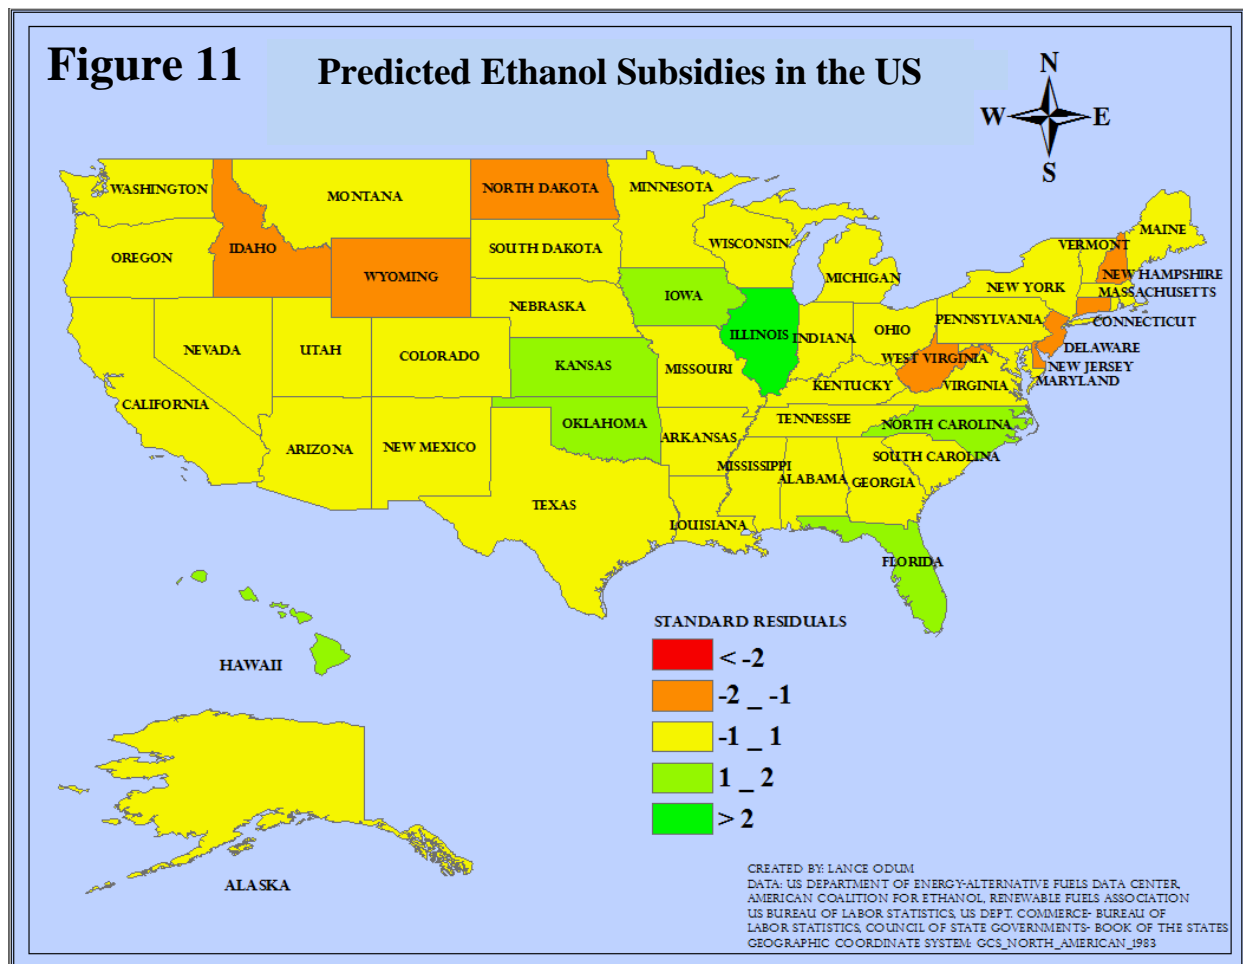 Figure 11
Predicted Ethanol Subsidies in the US
N
W E
S
WASHINGTON
MONTANA
NORTH DAKOTA
MINNESOTA
MAINE
OREGON
IDAHO
SOUTH DAKOTA
WISCONSIN
VERMONT
WYOMING
MICHIGAN
NEW HAMPSHIRE
NEW YORK
MASSACHUSETTS
IOWA
NEBRASKA
PENNSYLVANIA
CONNECTICUT
NEVADA
UTAH
COLORADO
ILLINOIS
INDIANA
OHIO
DELAWARE
KANSAS
MISSOURI
WEST VIRGINIA
NEW JERSEY
KENTUCKY
VIRGINIA
MARYLAND
CALIFORNIA
TENNESSEE
OKLAHOMA
NORTH CAROLINA
ARIZONA
NEW MEXICO
ARKANSAS
SOUTH CAROLINA
MISSISSIPPI
ALABAMA
GEORGIA
TEXAS
LOUISIANA
FLORIDA
HAWAII
ALASKA
STANDARD RESIDUALS
< -2
-2 _ -1
-1 _ 1
1 _ 2
> 2
CREATED BY: LANCE ODUM
DATA: US DEPARTMENT OF ENERGY-ALTERNATIVE FUELS DATA CENTER,
AMERICAN COALITION FOR ETHANOL, RENEWABLE FUELS ASSOCIATION
US BUREAU OF LABOR STATISTICS, US DEPT. COMMERCE- BUREAU OF
LABOR STATISTICS, COUNCIL OF STATE GOVERNMENTS- BOOK OF THE STATES
GEOGRAPHIC COORDINATE SYSTEM: GCS_NORTH_AMERICAN_1983